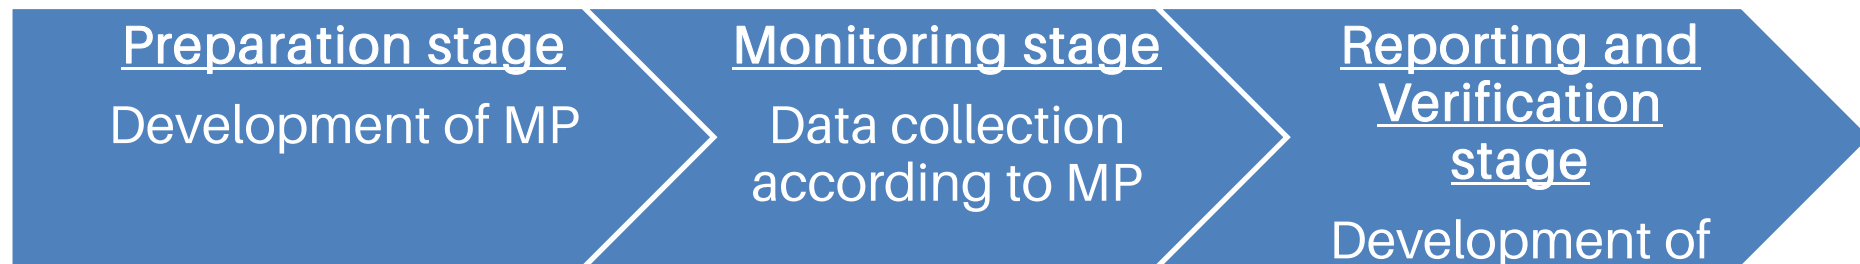 Preparation stage
Development of MP
Monitoring stage
Data collection
according to MP
Reporting and
Verification
stage
Development of